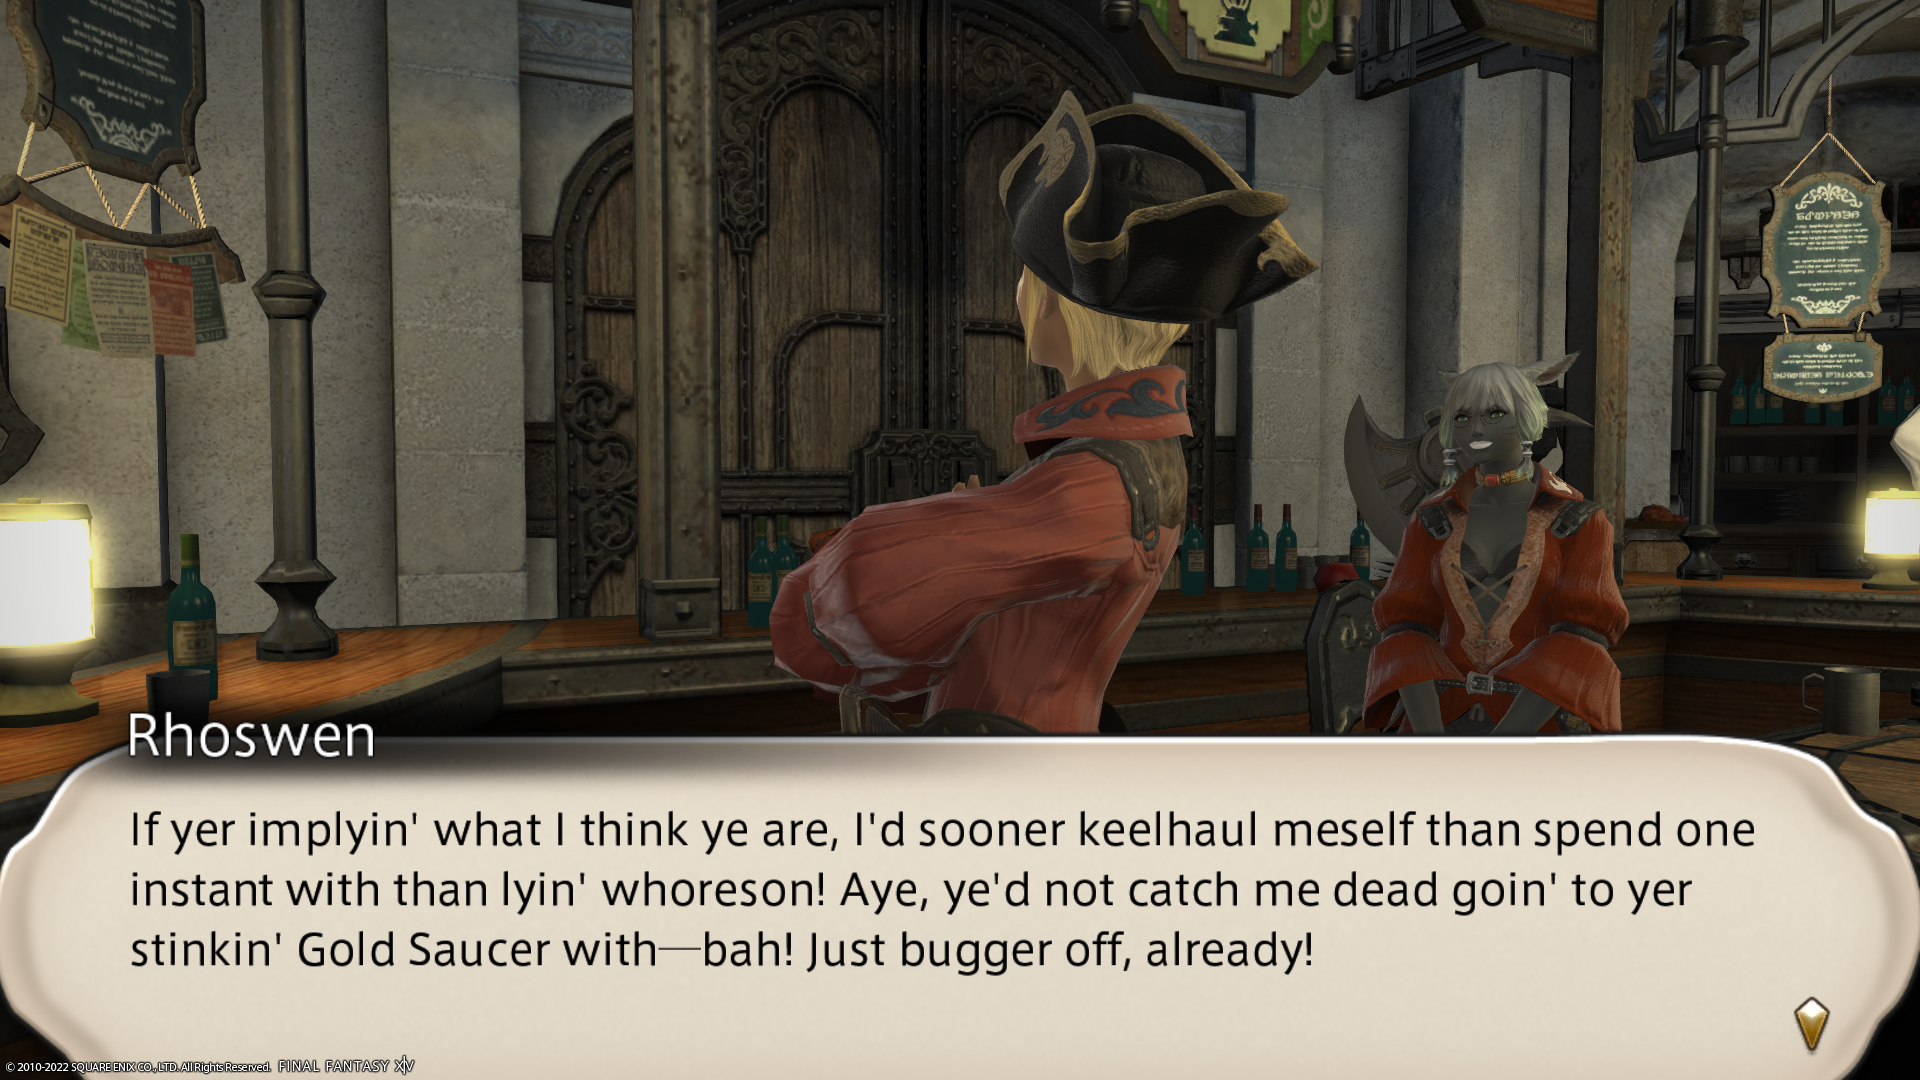 Rhoswen
If yer implyin' what I think ye are, I'd sooner keelhaul meself than spend one
instant with than lyin' whoreson! Aye, ye'd not catch me dead goin' to yer
stinkin' Gold Saucer with—bah! Just bugger off, already!
© 2010-2022 SQUARE ENIX CO., LTD. All Rights Reserved. FINAL FANTASY XIV